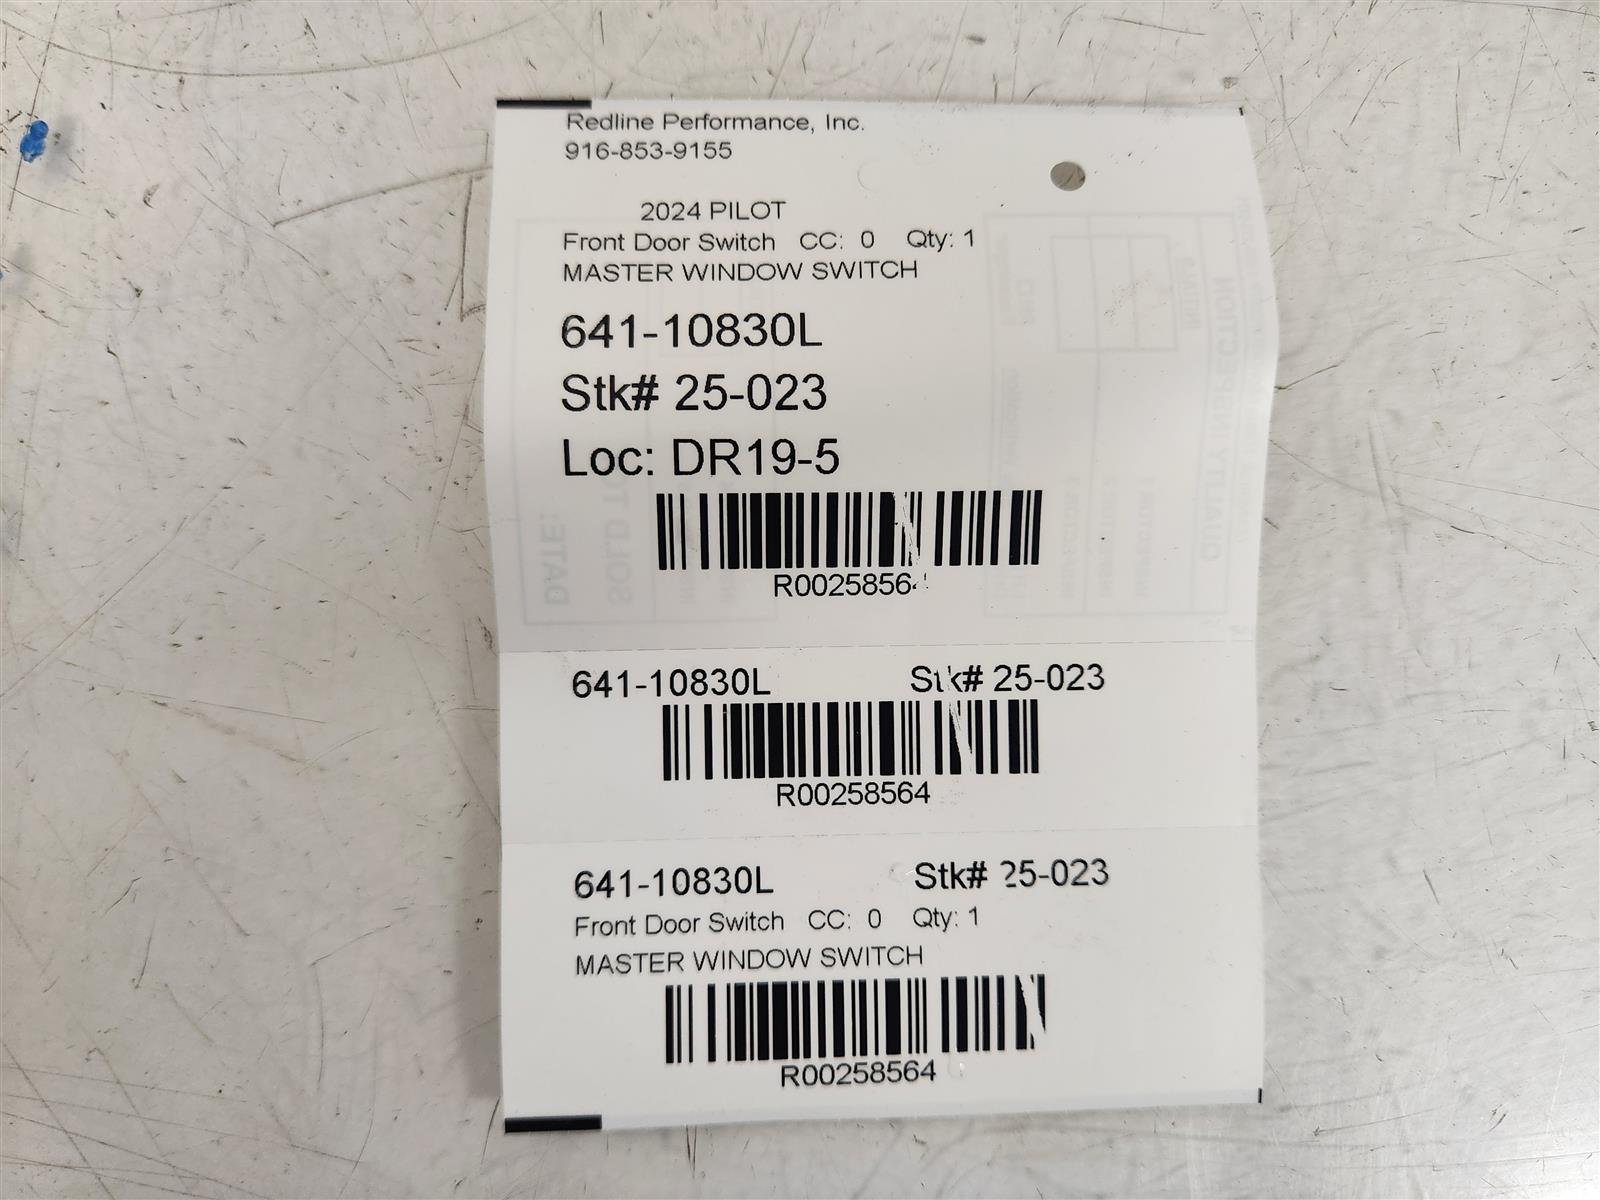 Redline Performance, Inc.
916-853-9155
2024 PILOT
Front Door Switch CC: 0 Qty: 1
MASTER WINDOW SWITCH
641-10830L
Stk# 25-023
Loc: DR19-5
R00258564
641-10830L Stk# 25-023
R00258564
641-10830L Stk# 25-023
Front Door Switch CC: 0 Qty: 1
MASTER WINDOW SWITCH
R00258564